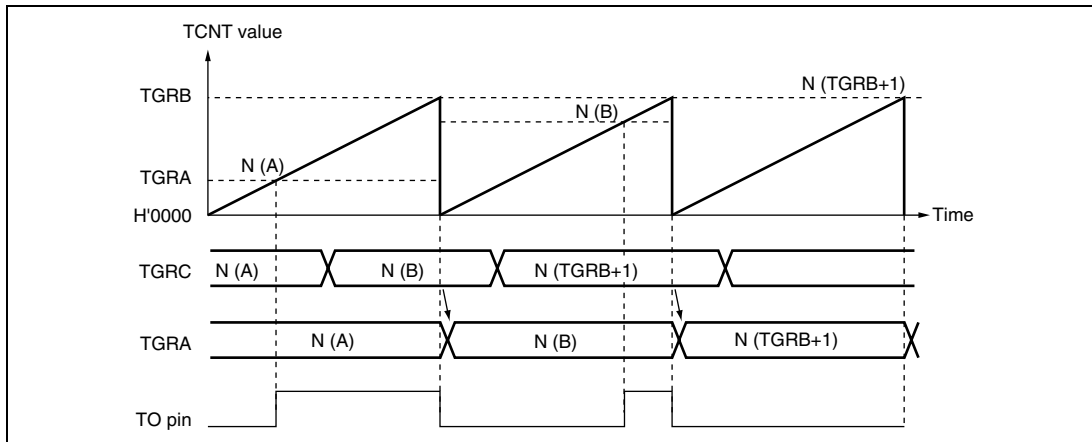 TCNT value
TGRB
N (TGRB+1)
N (B)
N (A)
TGRA
H'0000
Time
TGRC
N (A)
N (B)
N (TGRB+1)
TGRA
N (A)
N (B)
N (TGRB+1)
TO pin